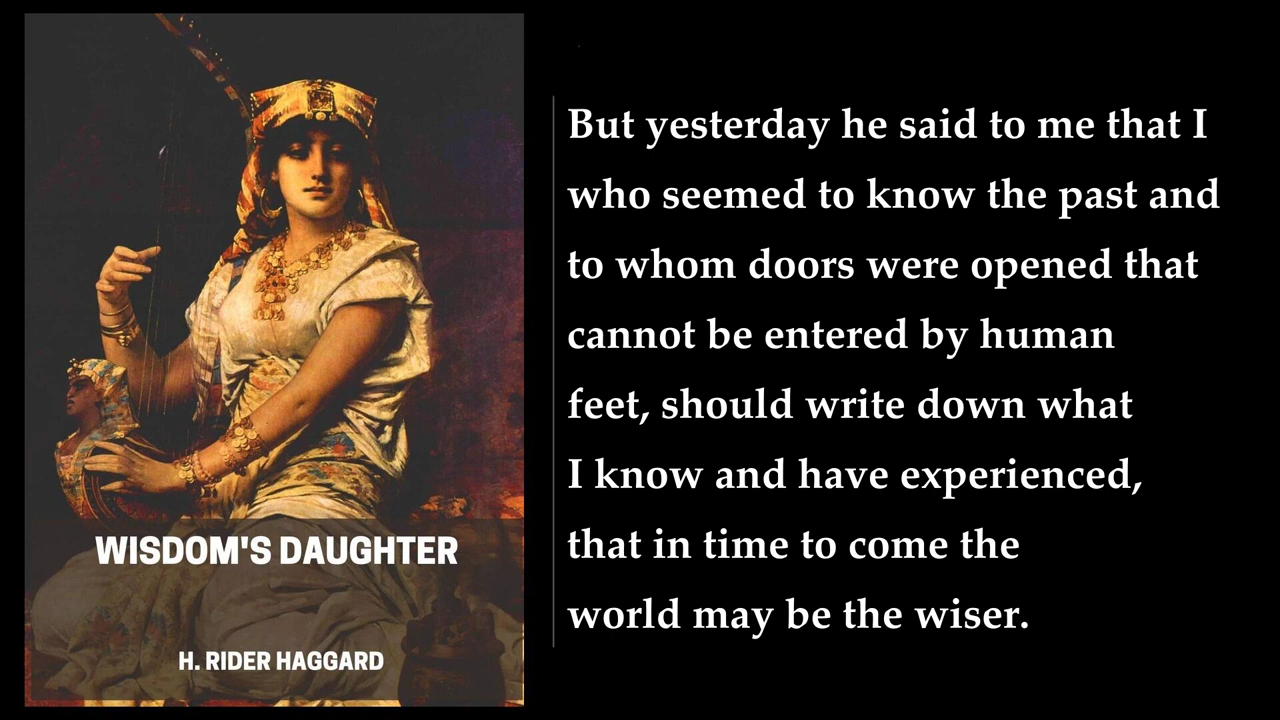 WISDOM'S DAUGHTER
H. RIDER HAGGARD
But yesterday he said to me that I
who seemed to know the past and
to whom doors were opened that
cannot be entered by human
feet, should write down what
I know and have experienced,
that in time to come the
world may be the wiser.